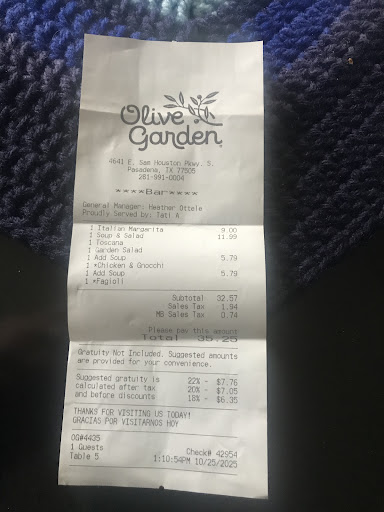 Olive
Garden
4641 E. Sam Houston Pkwy. S.
Pasadena, TX 77505
281-991-0004
****Bar****
General Manager: Heather Ottele
Proudly Served by: Tati A
1 Italian Margarita 9.00
1 Soup & Salad 11.99
1 Toscana
1 Garden Salad
1 Add Soup 5.79
1 *Chicken & Gnocchi
1 Add Soup 5.79
1 *Fagioli
Subtotal 32.57
Sales Tax 1.94
MB Sales Tax 0.74
Please pay this amount
Total 35.25
Gratuity Not Included. Suggested amounts
are provided for your convenience.
Suggested gratuity is 22% - $7.76
calculated after tax 20% - $7.05
and before discounts 18% - $6.35
THANKS FOR VISITING US TODAY!
GRACIAS POR VISITARNOS HOY
OG#4435
1 Guests Check# 42954
Table 5 1:10:54PM 10/25/2025